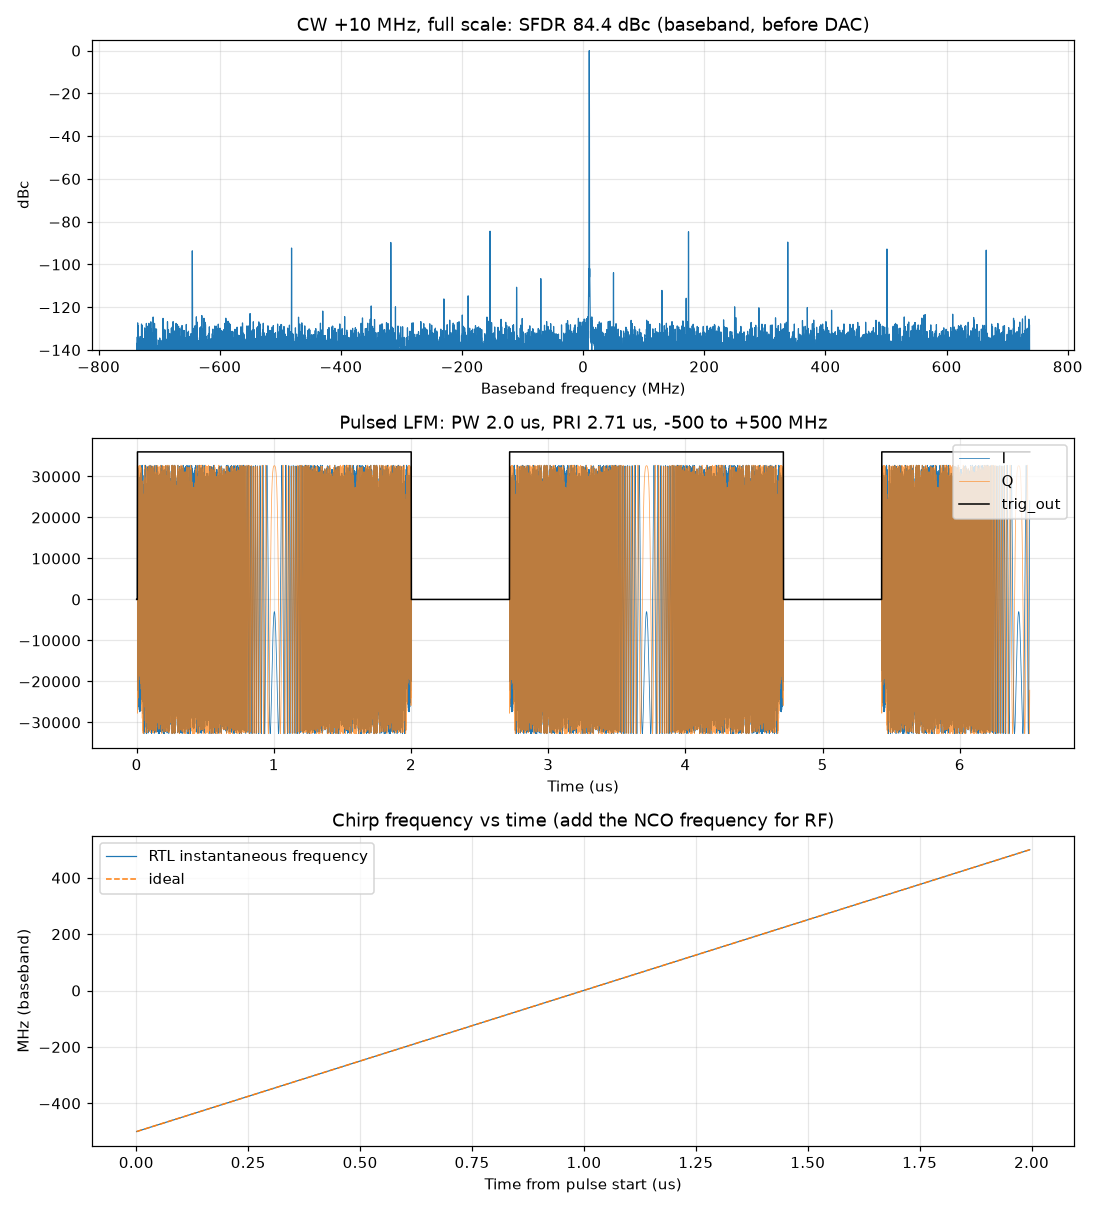 CW +10 MHz, full scale: SFDR 84.4 dBc (baseband, before DAC)
0
−20
−40
−60
−80
−100
−120
−140
dBc
−800 −600 −400 −200 0 200 400 600 800
Baseband frequency (MHz)
Pulsed LFM: PW 2.0 us, PRI 2.71 us, -500 to +500 MHz
I
Q
trig_out
30000
20000
10000
0
−10000
−20000
−30000
0 1 2 3 4 5 6
Time (us)
Chirp frequency vs time (add the NCO frequency for RF)
RTL instantaneous frequency
ideal
400
200
0
−200
−400
MHz (baseband)
0.00 0.25 0.50 0.75 1.00 1.25 1.50 1.75 2.00
Time from pulse start (us)